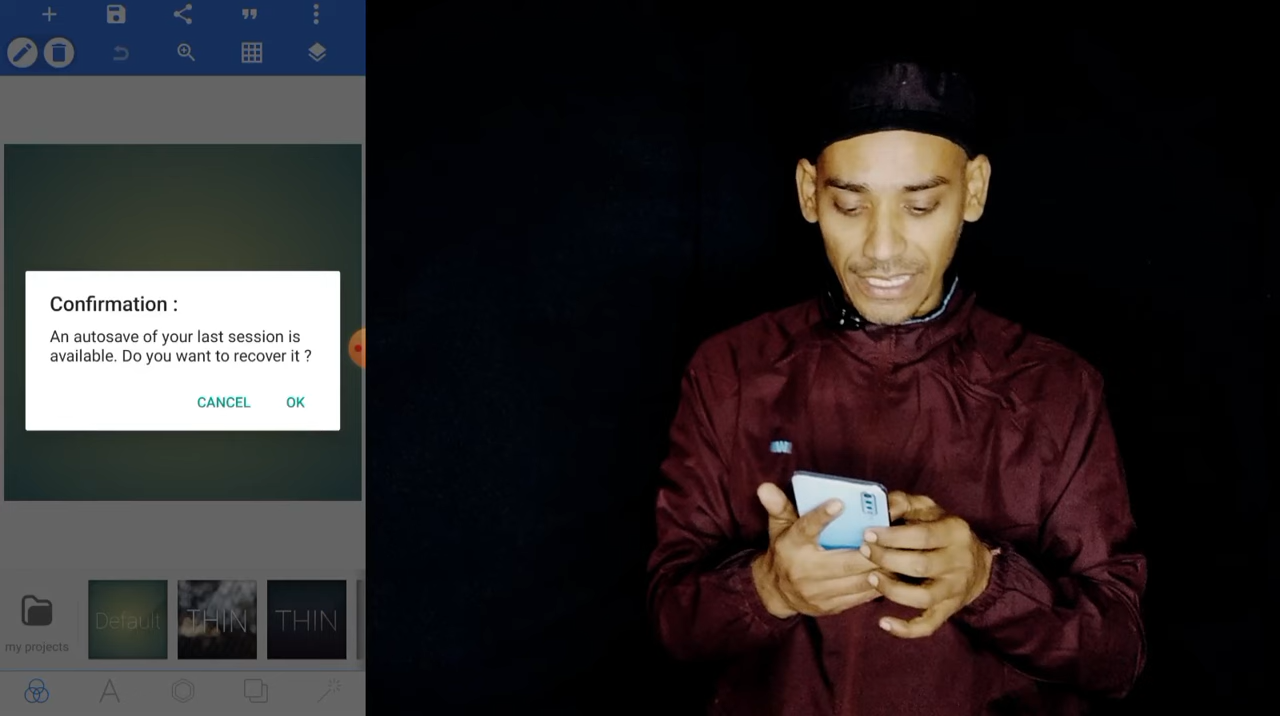 Confirmation :
An autosave of your last session is
available. Do you want to recover it ?
CANCEL
OK
my projects
Default
THIN
THIN